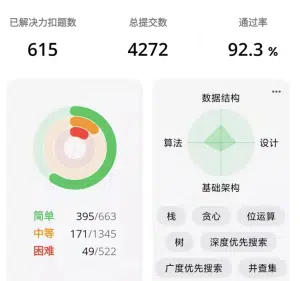 已解决力扣题数
总提交数
通过率
615
4272
92.3 %
数据结构
算法
设计
基础架构
简单 395/663
中等 171/1345
困难 49/522
栈
贪心
位运算
树
深度优先搜索
广度优先搜索
并查集